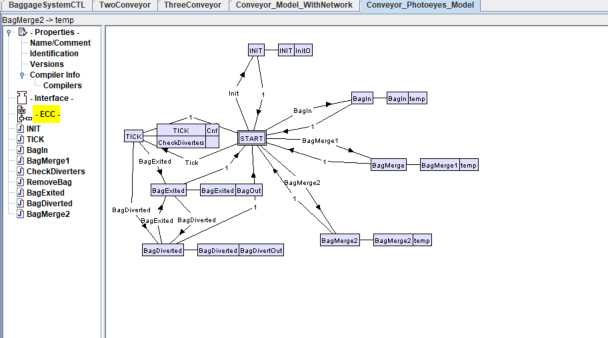 BaggageSystemCTL TwoConveyor ThreeConveyor Conveyor_Model_WithNetwork Conveyor_Photoeyes_Model
BagMerge2 -> temp
- Properties -
Name/Comment
Identification
Versions
Compiler Info
Compilers
- Interface -
- ECC -
INIT
TICK
BagIn
BagMerge1
CheckDiverters
RemoveBag
BagExited
BagDiverted
BagMerge2
INIT INIT InitO
Init 1
BagIn BagIn BagIn temp
1
1 TICK Cnf
TICK CheckDiverters START
BagMerge1
1
BagExited Tick
BagMerge BagMerge1 temp
1 BagMerge2
BagExited BagExited BagOut
1
BagDiverted BagExited BagDiverted 1
BagMerge2 BagMerge2 temp
BagDiverted BagDiverted BagDivertOut